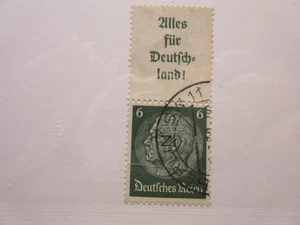 Alles
für
Deutsch-
land!
6 6
Deutsches Reich